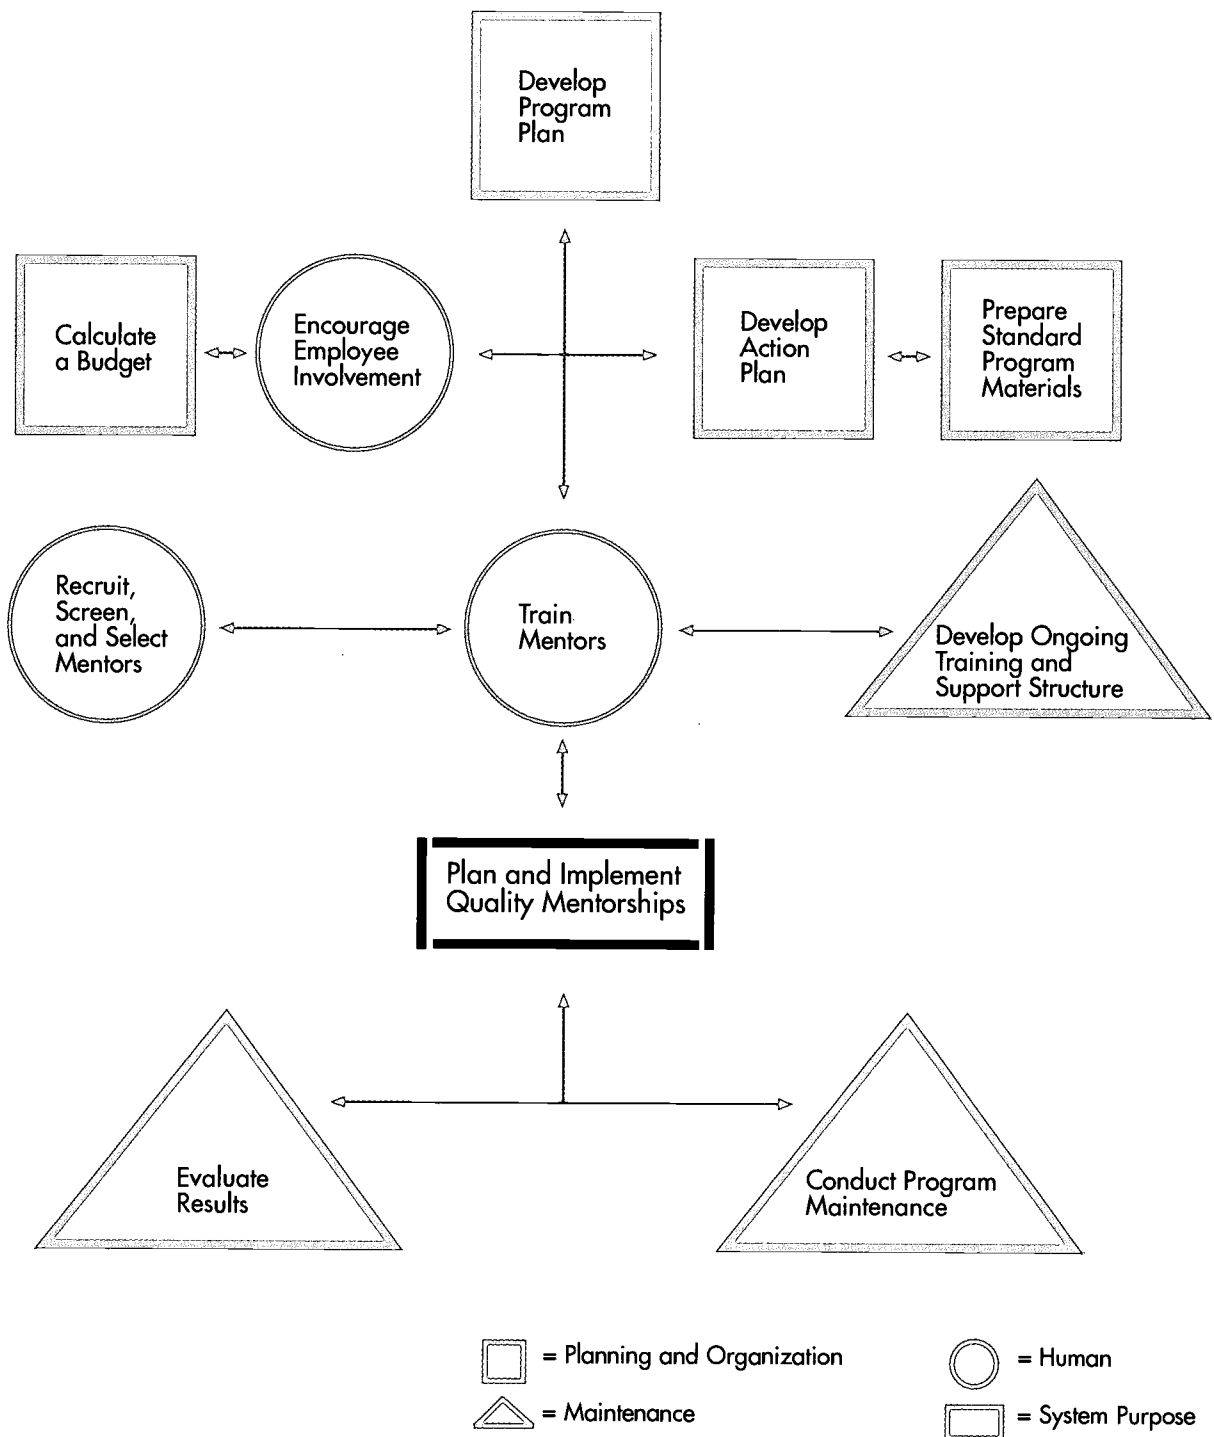 Develop
Program
Plan
Calculate
a Budget
Encourage
Employee
Involvement
Develop
Action
Plan
Prepare
Standard
Program
Materials
Recruit,
Screen,
and Select
Mentors
Train
Mentors
Develop Ongoing
Training and
Support Structure
Plan and Implement
Quality Mentorships
Evaluate
Results
Conduct Program
Maintenance
= Planning and Organization
= Human
= Maintenance
= System Purpose